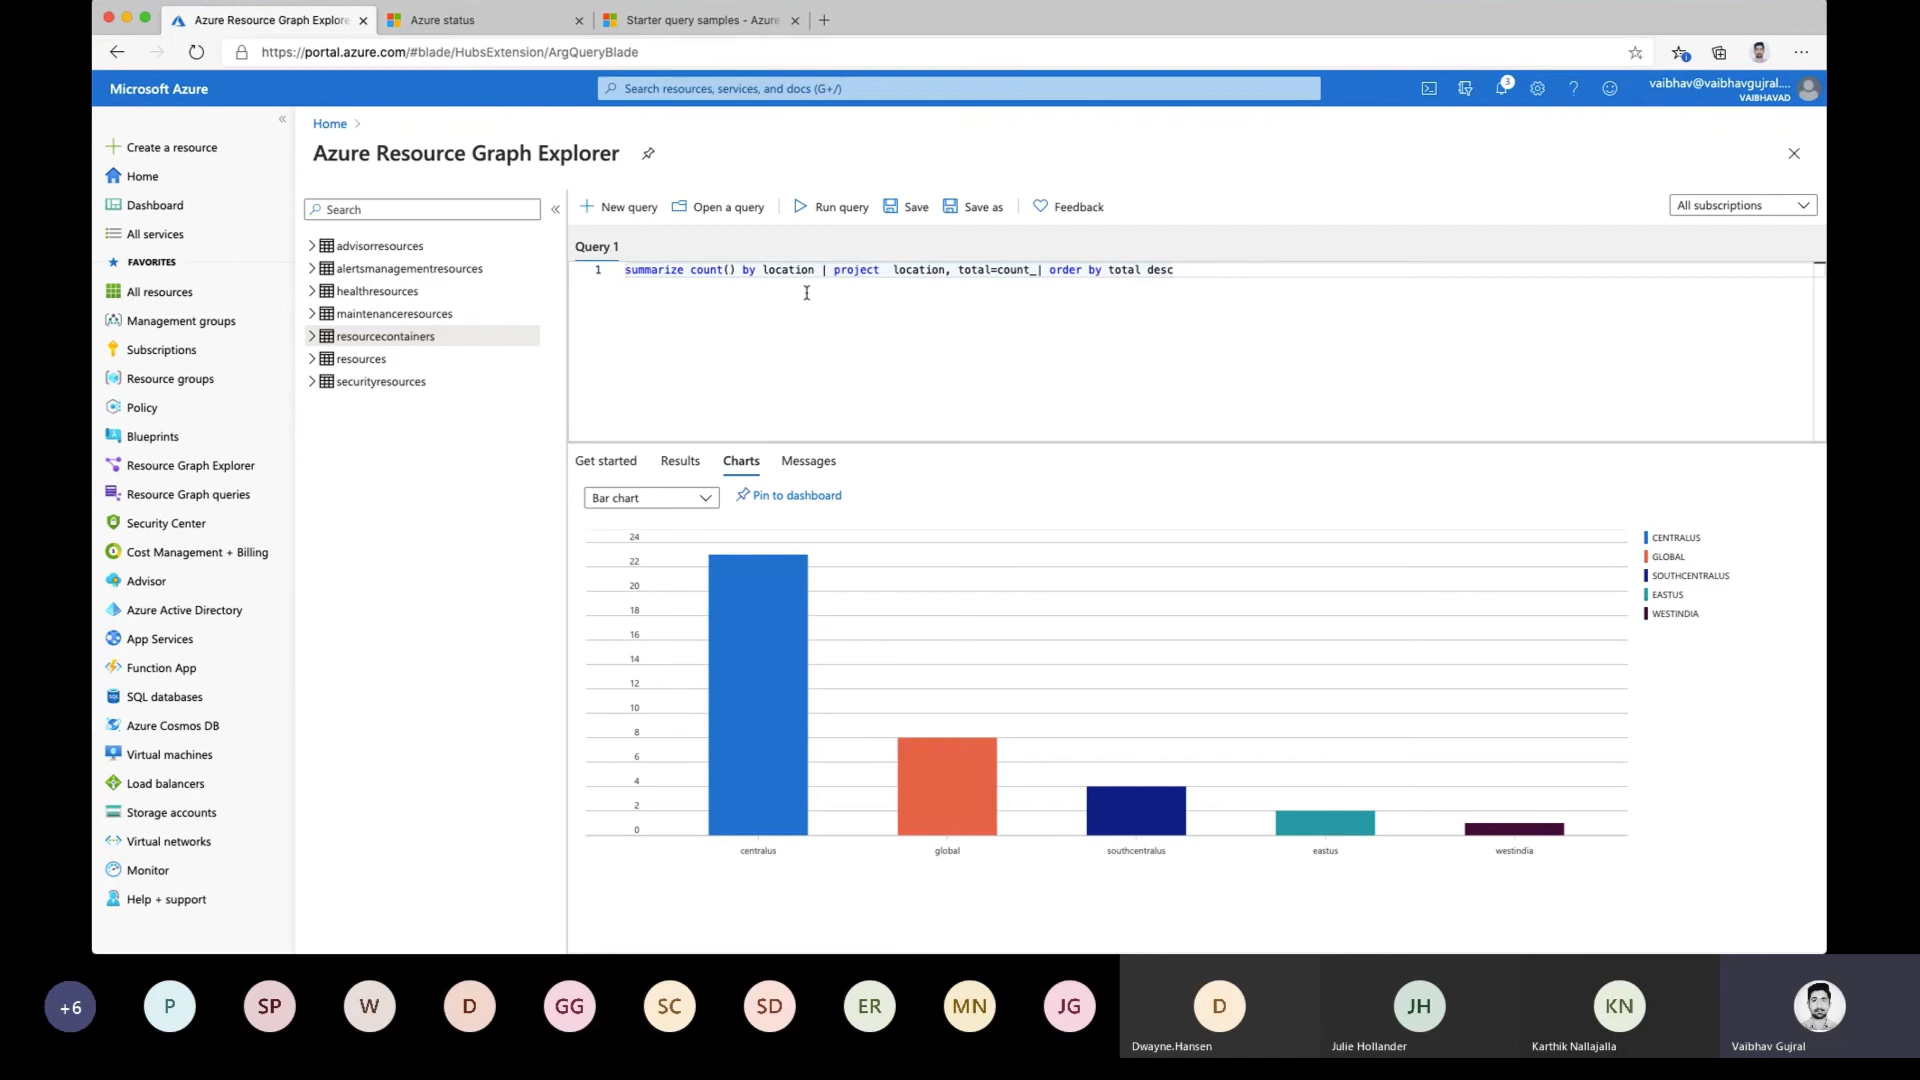 Azure Resource Graph Explore
Azure status
Starter query samples - Azure
https://portal.azure.com/#blade/HubsExtension/ArgQueryBlade
Microsoft Azure
Search resources, services, and docs (G+/)
3
vaibhav@vaibhavgujral....
VAIBHAVAD
Create a resource
Home
Dashboard
All services
FAVORITES
All resources
Management groups
Subscriptions
Resource groups
Policy
Blueprints
Resource Graph Explorer
Resource Graph queries
Security Center
Cost Management + Billing
Advisor
Azure Active Directory
App Services
Function App
SQL databases
Azure Cosmos DB
Virtual machines
Load balancers
Storage accounts
Virtual networks
Monitor
Help + support
Home >
Azure Resource Graph Explorer
Search
advisorresources
alertsmanagementresources
healthresources
maintenanceresources
resourcecontainers
resources
securityresources
New query
Open a query
Run query
Save
Save as
Feedback
All subscriptions
Query 1
1 summarize count() by location | project  location, total=count_| order by total desc
Get started
Results
Charts
Messages
Bar chart
Pin to dashboard
24
22
20
18
16
14
12
10
8
6
4
2
0
centralus
global
southcentralus
eastus
westindia
CENTRALUS
GLOBAL
SOUTHCENTRALUS
EASTUS
WESTINDIA
+6
P
SP
W
D
GG
SC
SD
ER
MN
JG
D
Dwayne.Hansen
JH
Julie Hollander
KN
Karthik Nallajalla
Vaibhav Gujral